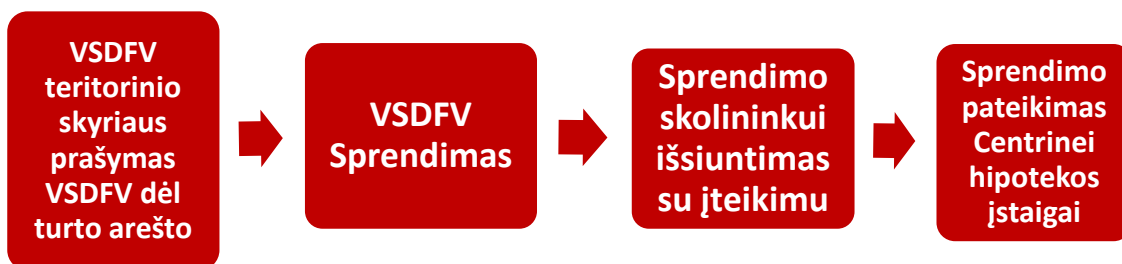 VSDFV
teritorinio
skyriaus
prašymas
VSDFV dėl
turto arešto
VSDFV
Sprendimas
Sprendimo
skolininkui
išsiuntimas
su įteikimu
Sprendimo
pateikimas
Centrinei
hipotekos
įstaigai